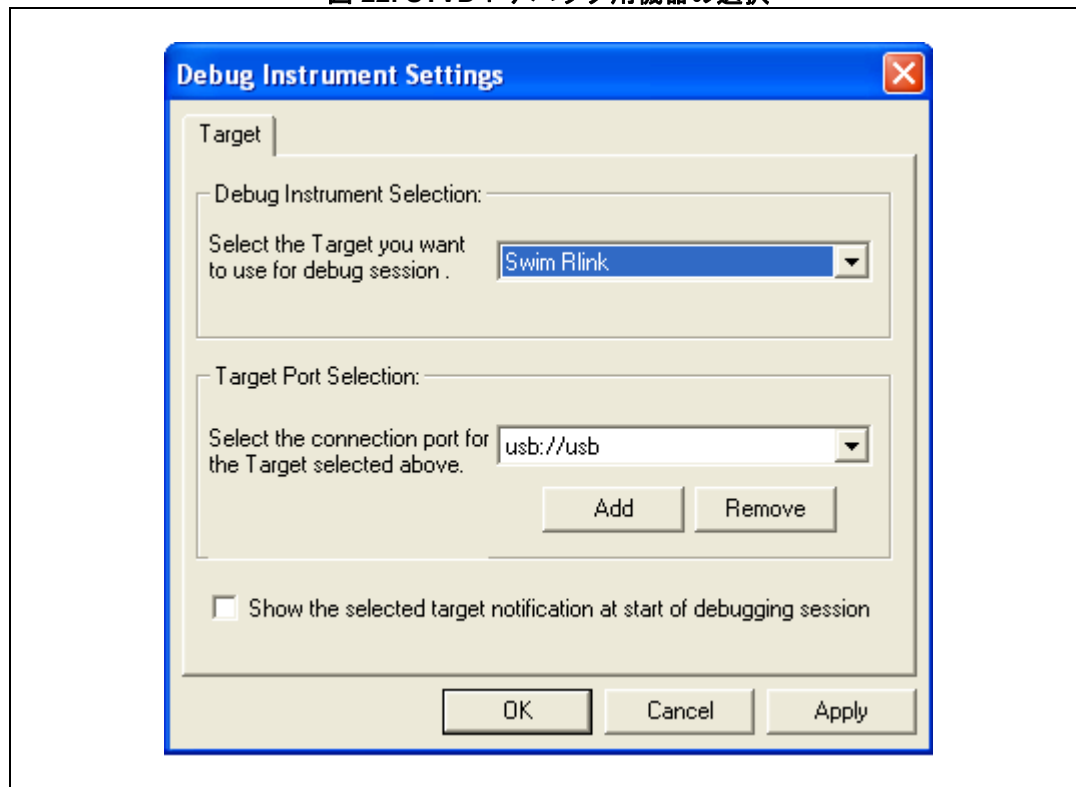 Debug Instrument Settings
Target
Debug Instrument Selection:
Select the Target you want
to use for debug session .
Swim Rlink
Target Port Selection:
Select the connection port for
the Target selected above.
usb://usb
Add
Remove
Show the selected target notification at start of debugging session
OK
Cancel
Apply